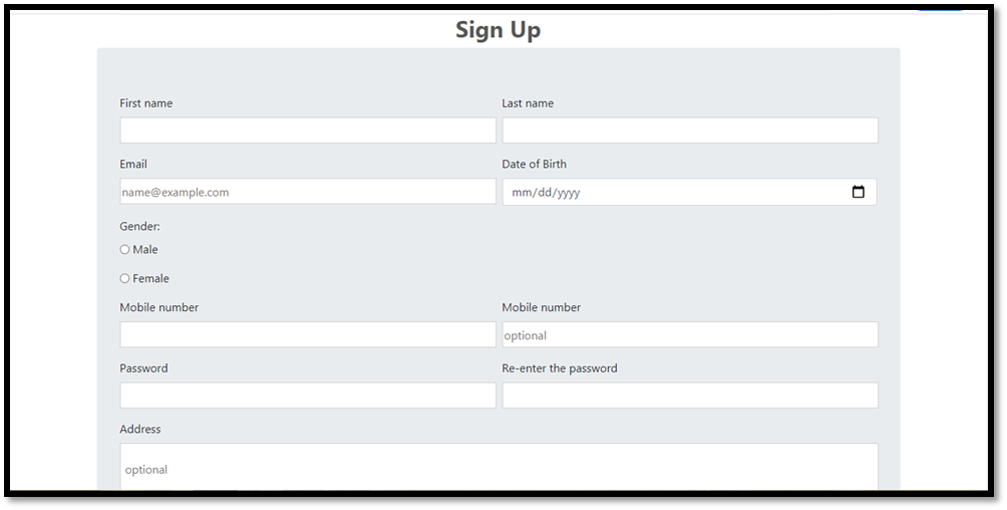 Sign Up
First name Last name
Email Date of Birth
name@example.com mm/dd/yyyy
Gender:
Male
Female
Mobile number Mobile number
optional
Password Re-enter the password
Address
optional